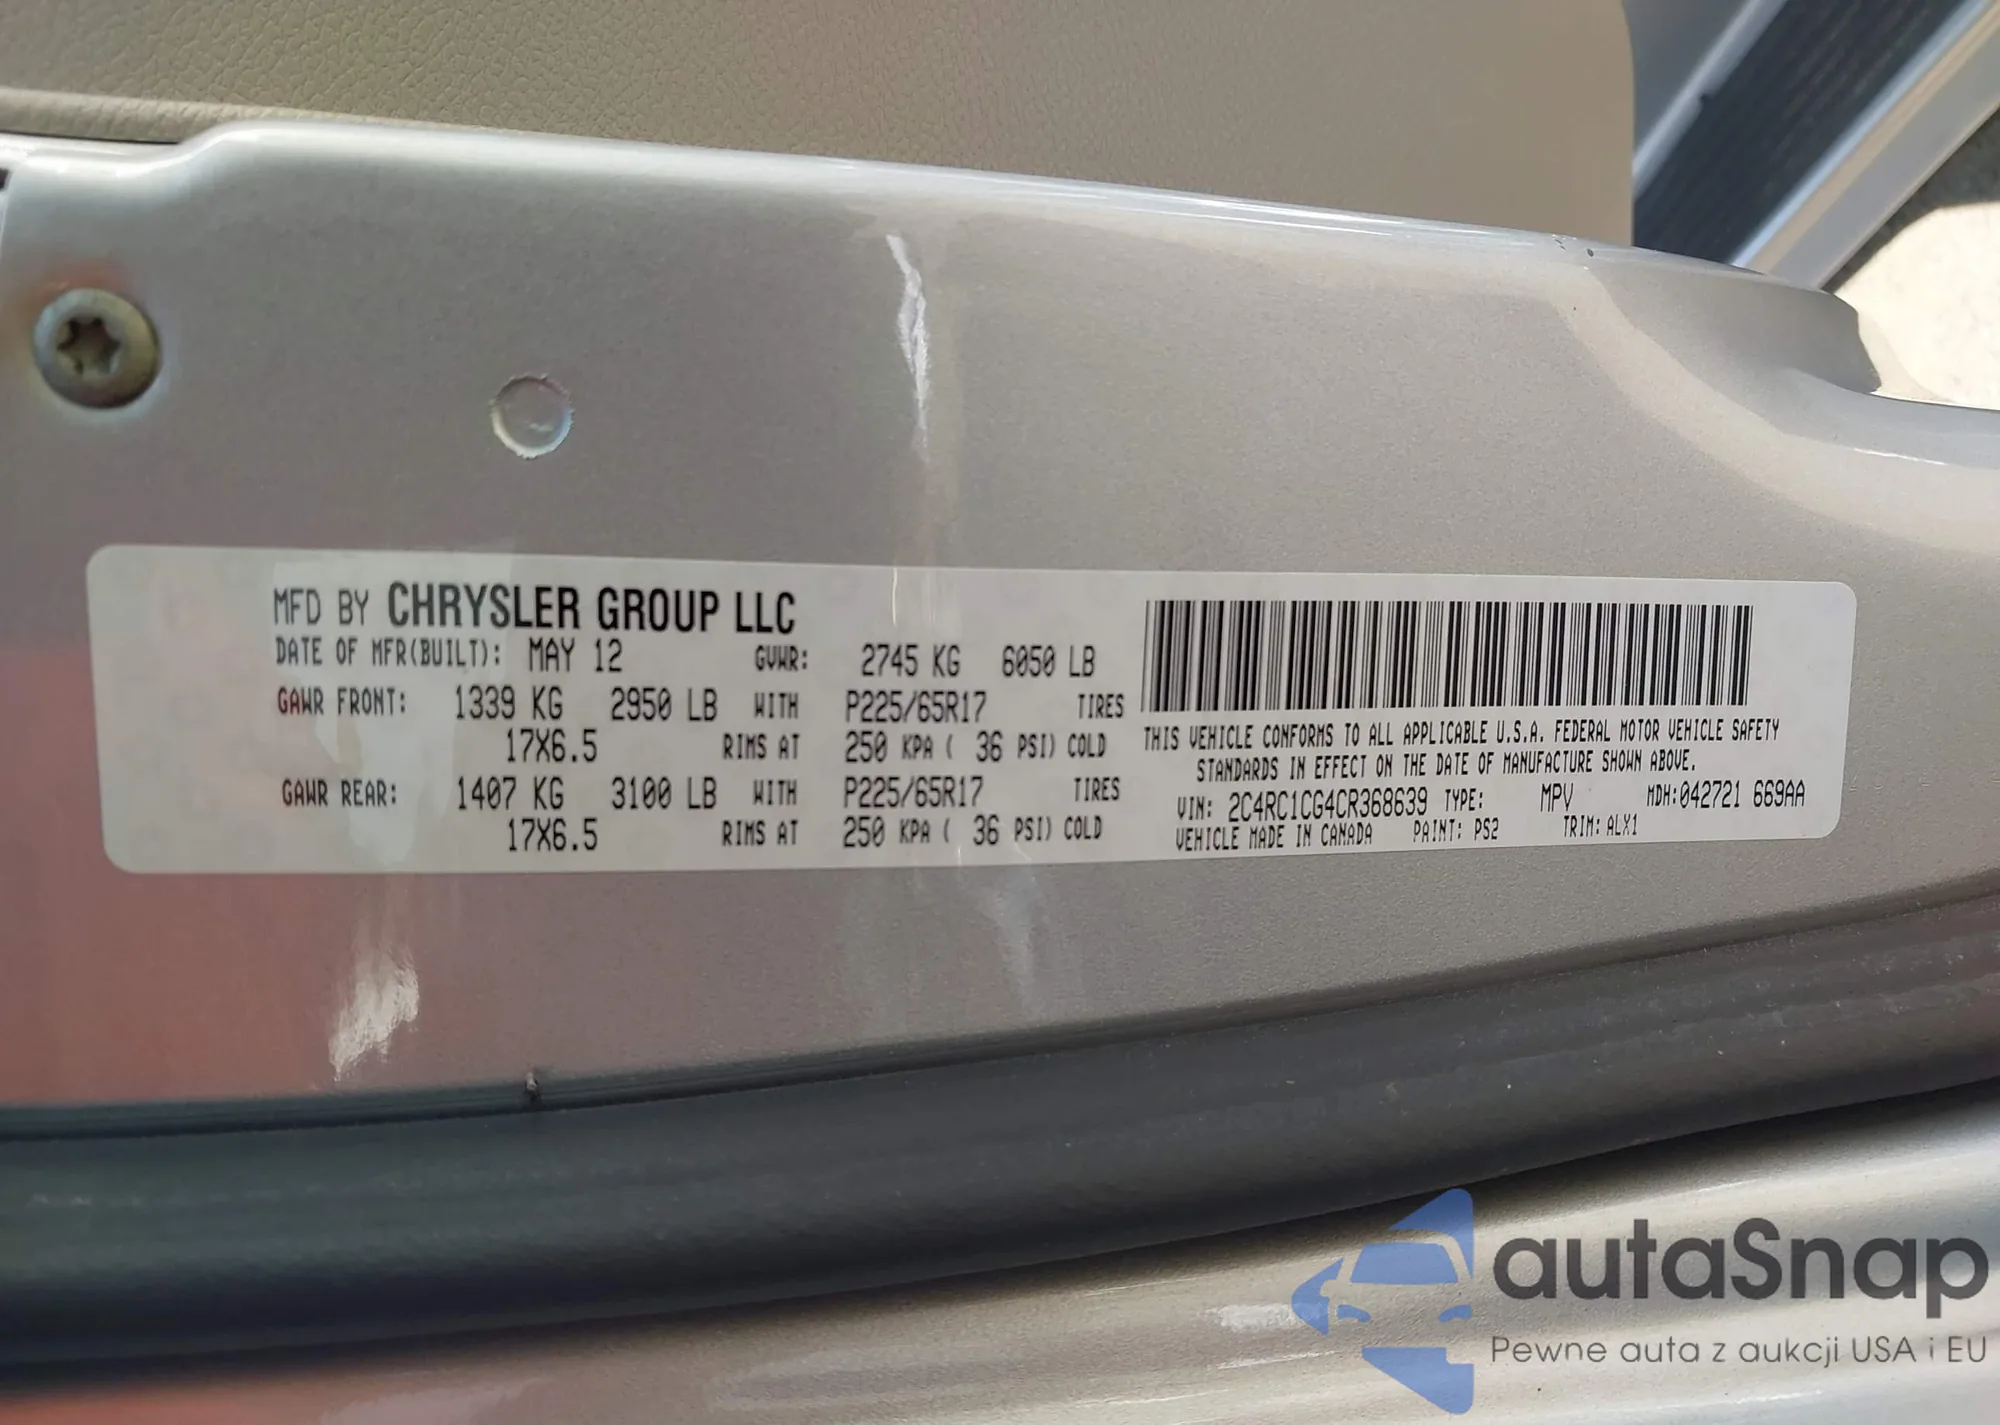 MFD BY CHRYSLER GROUP LLC
DATE OF MFR(BUILT): MAY 12 GVWR: 2745 KG 6050 LB
GAWR FRONT: 1339 KG 2950 LB WITH P225/65R17 TIRES
17X6.5 RIMS AT 250 KPA ( 36 PSI) COLD
GAWR REAR: 1407 KG 3100 LB WITH P225/65R17 TIRES
17X6.5 RIMS AT 250 KPA ( 36 PSI) COLD
THIS VEHICLE CONFORMS TO ALL APPLICABLE U.S.A. FEDERAL MOTOR VEHICLE SAFETY
STANDARDS IN EFFECT ON THE DATE OF MANUFACTURE SHOWN ABOVE.
VIN: 2C4RC1CG4CR368639 TYPE: MPV MDH:042721 669AA
VEHICLE MADE IN CANADA PAINT: PS2 TRIM: ALX1
autaSnap
Pewne auta z aukcji USA i EU